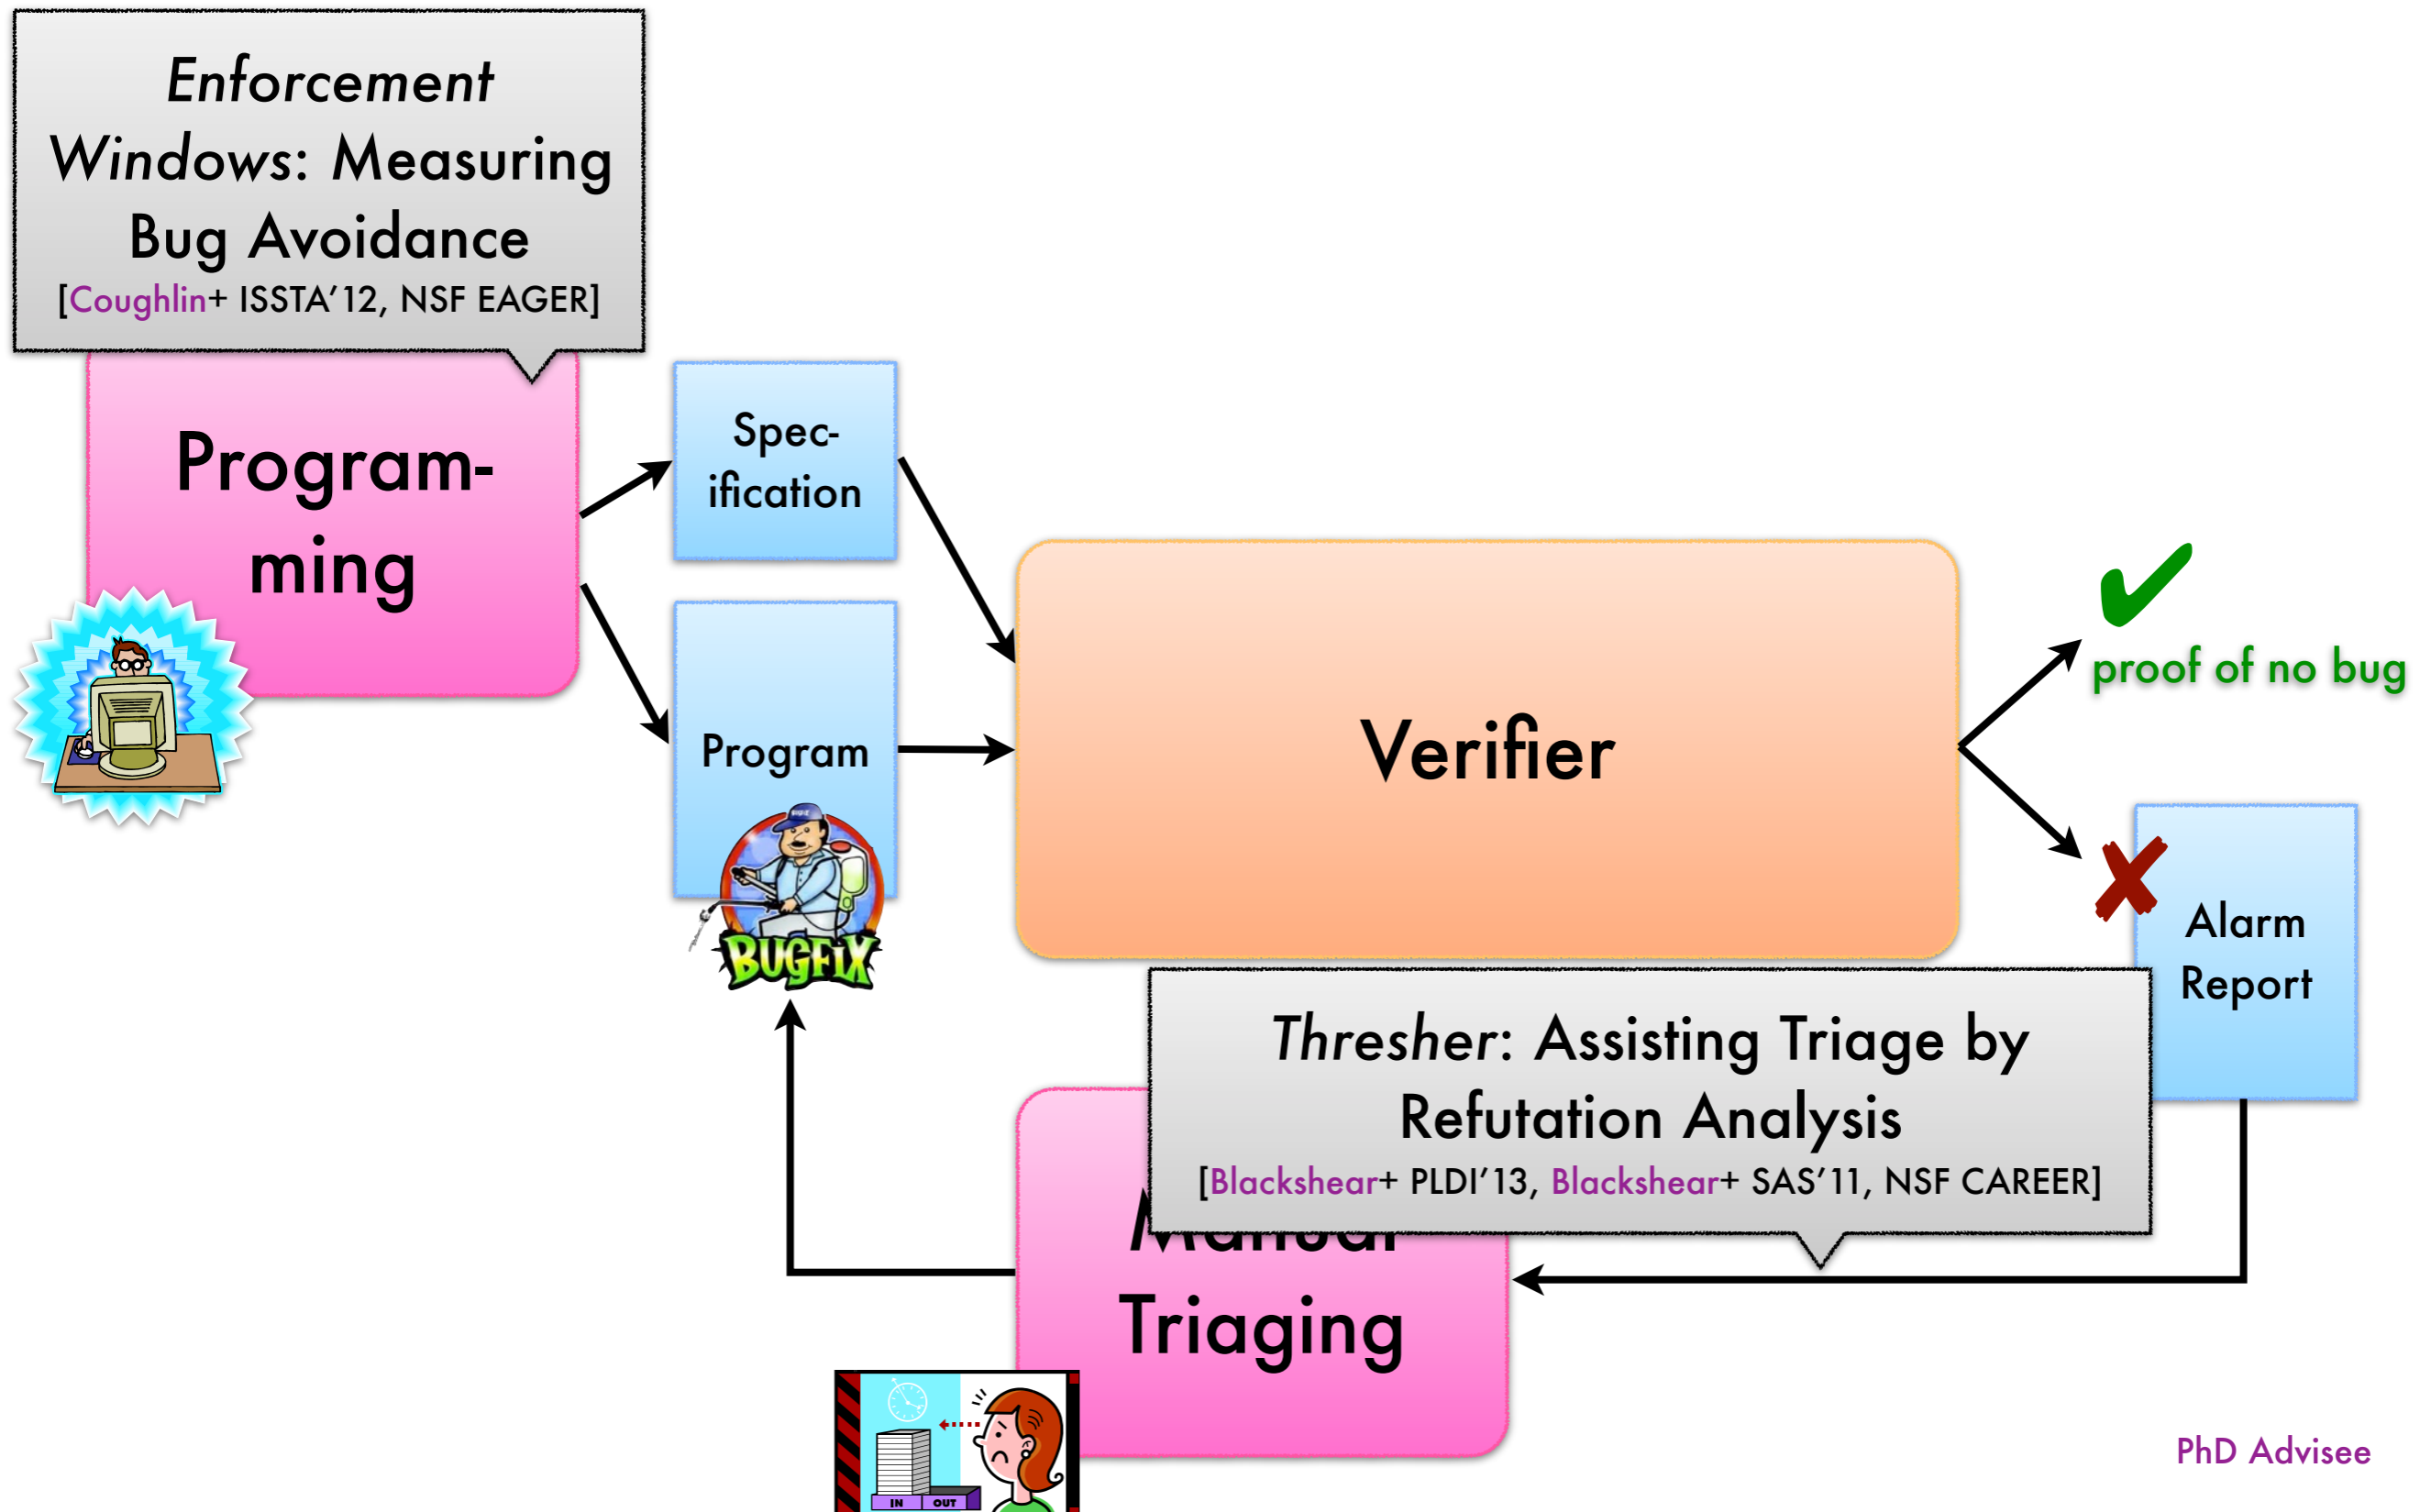 Enforcement
Windows: Measuring
Bug Avoidance
[Coughlin+ ISSTA'12, NSF EAGER]
Program-
ming
Spec-
ification
Program
BUGFIX
Verifier
proof of no bug
Alarm
Report
Thresher: Assisting Triage by
Refutation Analysis
[Blackshear+ PLDI'13, Blackshear+ SAS'11, NSF CAREER]
Manual
Triaging
IN OUT
PhD Advisee